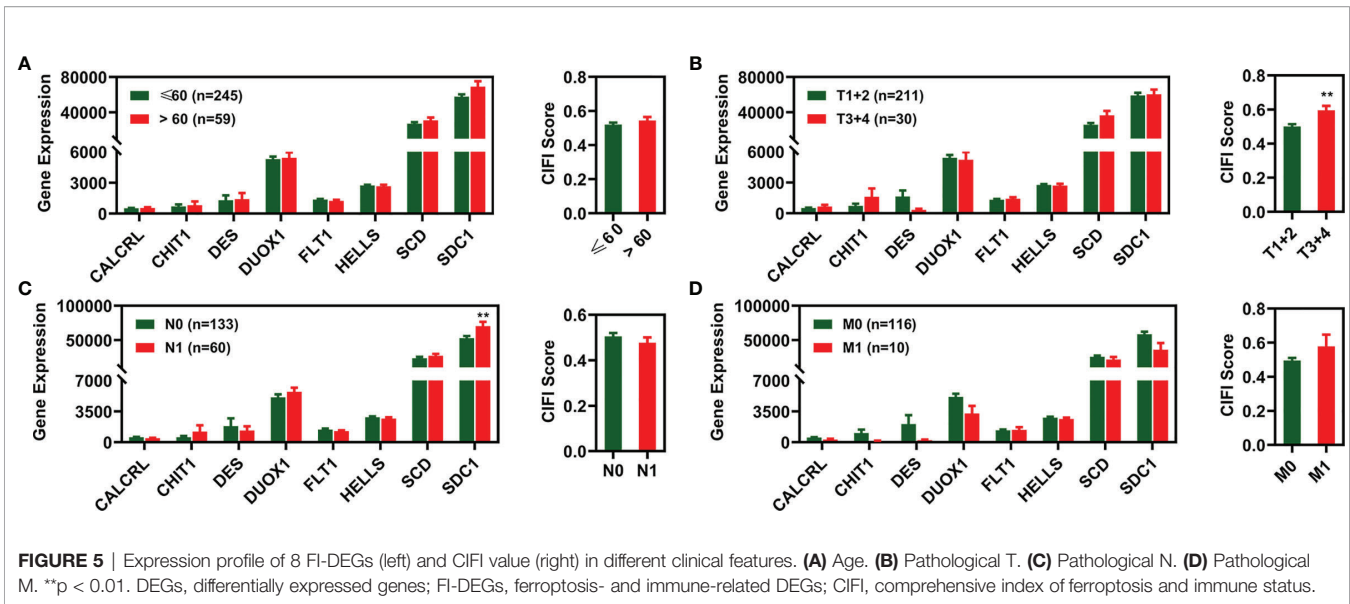 A
Gene Expression
80000
40000
6000
3000
0
⩽60 (n=245)
> 60 (n=59)
CALCRL
CHIT1
DES
DUOX1
FLT1
HELLS
SCD
SDC1
CIFI Score
0.8
0.6
0.4
0.2
0.0
⩽60
> 60
B
Gene Expression
80000
40000
6000
3000
0
T1+2 (n=211)
T3+4 (n=30)
CALCRL
CHIT1
DES
DUOX1
FLT1
HELLS
SCD
SDC1
CIFI Score
0.8
0.6
0.4
0.2
0.0
**
T1+2
T3+4
C
Gene Expression
100000
50000
7000
3500
0
N0 (n=133)
N1 (n=60)
**
CALCRL
CHIT1
DES
DUOX1
FLT1
HELLS
SCD
SDC1
CIFI Score
0.6
0.4
0.2
0.0
N0
N1
D
Gene Expression
100000
50000
7000
3500
0
M0 (n=116)
M1 (n=10)
CALCRL
CHIT1
DES
DUOX1
FLT1
HELLS
SCD
SDC1
CIFI Score
0.8
0.6
0.4
0.2
0.0
M0
M1
FIGURE 5 | Expression profile of 8 FI-DEGs (left) and CIFI value (right) in different clinical features. (A) Age. (B) Pathological T. (C) Pathological N. (D) Pathological
M. **p < 0.01. DEGs, differentially expressed genes; FI-DEGs, ferroptosis- and immune-related DEGs; CIFI, comprehensive index of ferroptosis and immune status.